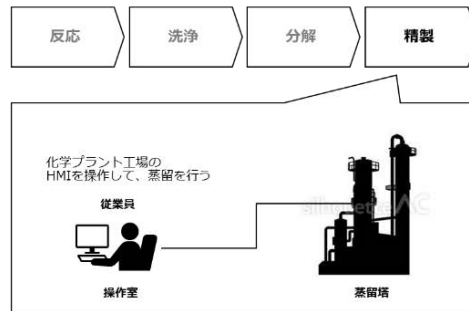 反応
洗浄
分解
精製
化学プラント工場の
HMIを操作して、蒸留を行う
従業員
操作室
蒸留塔
silhouetteAC